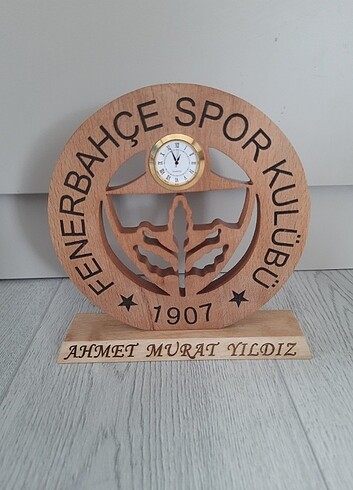 FENERBAHÇE SPOR KULÜBÜ
1907
AHMET MURAT YILDIZ